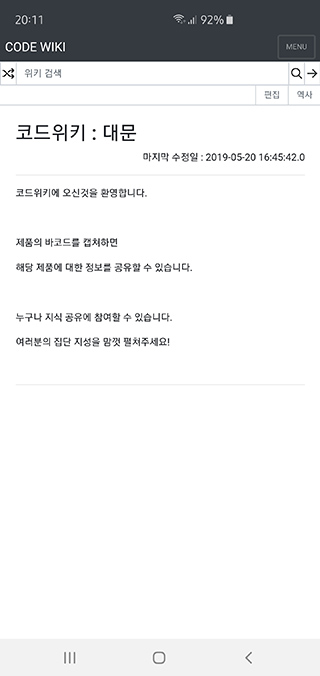 20:11 92%
CODE WIKI MENU
위키 검색
편집 역사
코드위키 : 대문
마지막 수정일 : 2019-05-20 16:45:42.0
코드위키에 오신것을 환영합니다.
제품의 바코드를 캡쳐하면
해당 제품에 대한 정보를 공유할 수 있습니다.
누구나 지식 공유에 참여할 수 있습니다.
여러분의 집단 지성을 맘껏 펼쳐주세요!